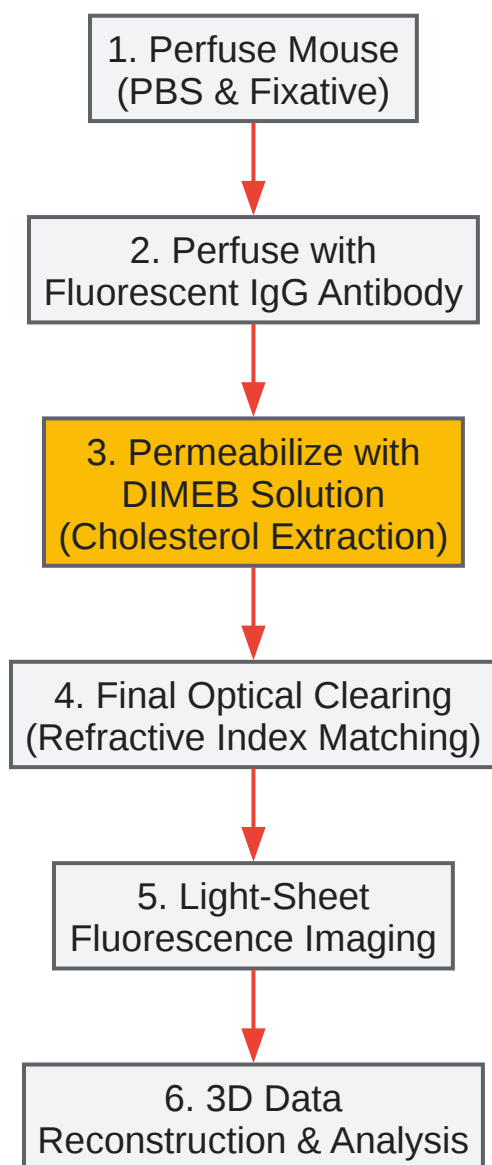 1. Perfuse Mouse
(PBS & Fixative)
2. Perfuse with
Fluorescent IgG Antibody
3. Permeabilize with
DIMEB Solution
(Cholesterol Extraction)
4. Final Optical Clearing
(Refractive Index Matching)
5. Light-Sheet
Fluorescence Imaging
6. 3D Data
Reconstruction & Analysis